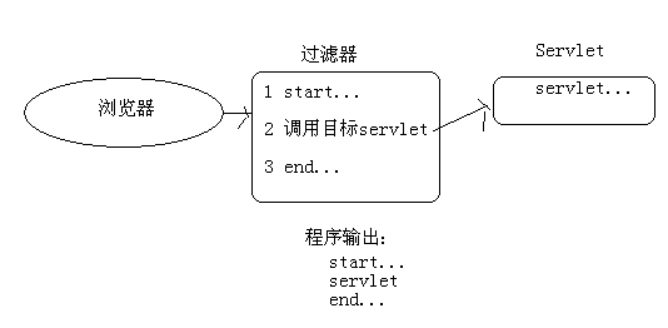 过滤器
Servlet
浏览器
1 start...
2 调用目标servlet
3 end...
servlet...
程序输出:
start...
servlet
end...